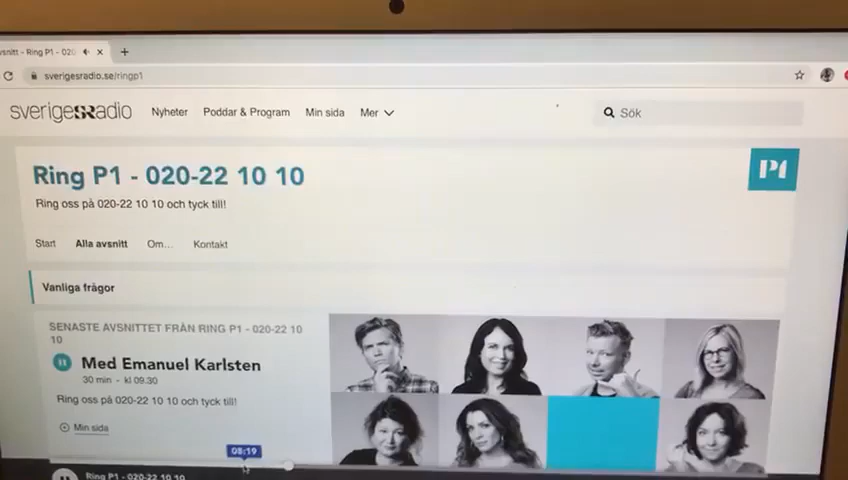 vsnitt - Ring P1 - 020
sverigesradio.se/ringp1
sverigesradio
Nyheter Poddar & Program Min sida Mer Sök
Ring P1 - 020-22 10 10
P1
Ring oss på 020-22 10 10 och tyck till!
Start Alla avsnitt Om... Kontakt
Vanliga frågor
SENASTE AVSNITTET FRÅN RING P1 - 020-22 10
10
Med Emanuel Karlsten
30 min - kl 09.30
Ring oss på 020-22 10 10 och tyck till!
Min sida
08:19
Ring P1 - 020-22 10 10